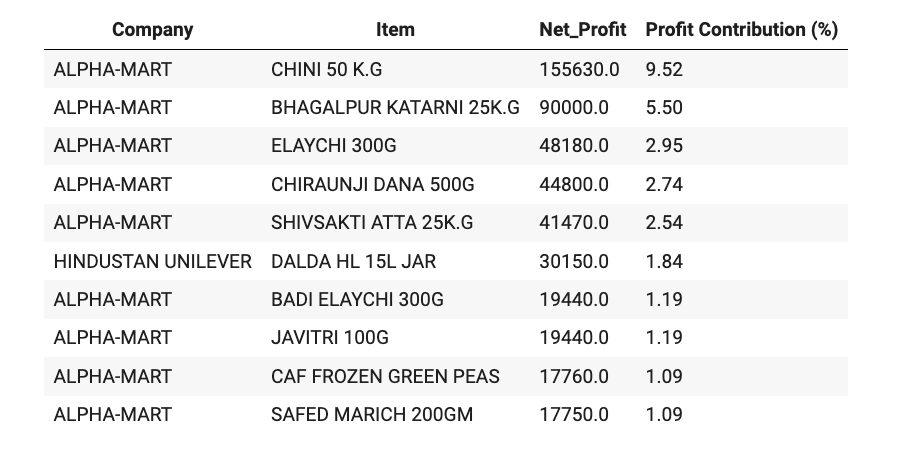 Company Item Net_Profit Profit Contribution (%)
ALPHA-MART CHINI 50 K.G 155630.0 9.52
ALPHA-MART BHAGALPUR KATARNI 25K.G 90000.0 5.50
ALPHA-MART ELAYCHI 300G 48180.0 2.95
ALPHA-MART CHIRAUNJI DANA 500G 44800.0 2.74
ALPHA-MART SHIVSAKTI ATTA 25K.G 41470.0 2.54
HINDUSTAN UNILEVER DALDA HL 15L JAR 30150.0 1.84
ALPHA-MART BADI ELAYCHI 300G 19440.0 1.19
ALPHA-MART JAVITRI 100G 19440.0 1.19
ALPHA-MART CAF FROZEN GREEN PEAS 17760.0 1.09
ALPHA-MART SAFED MARICH 200GM 17750.0 1.09